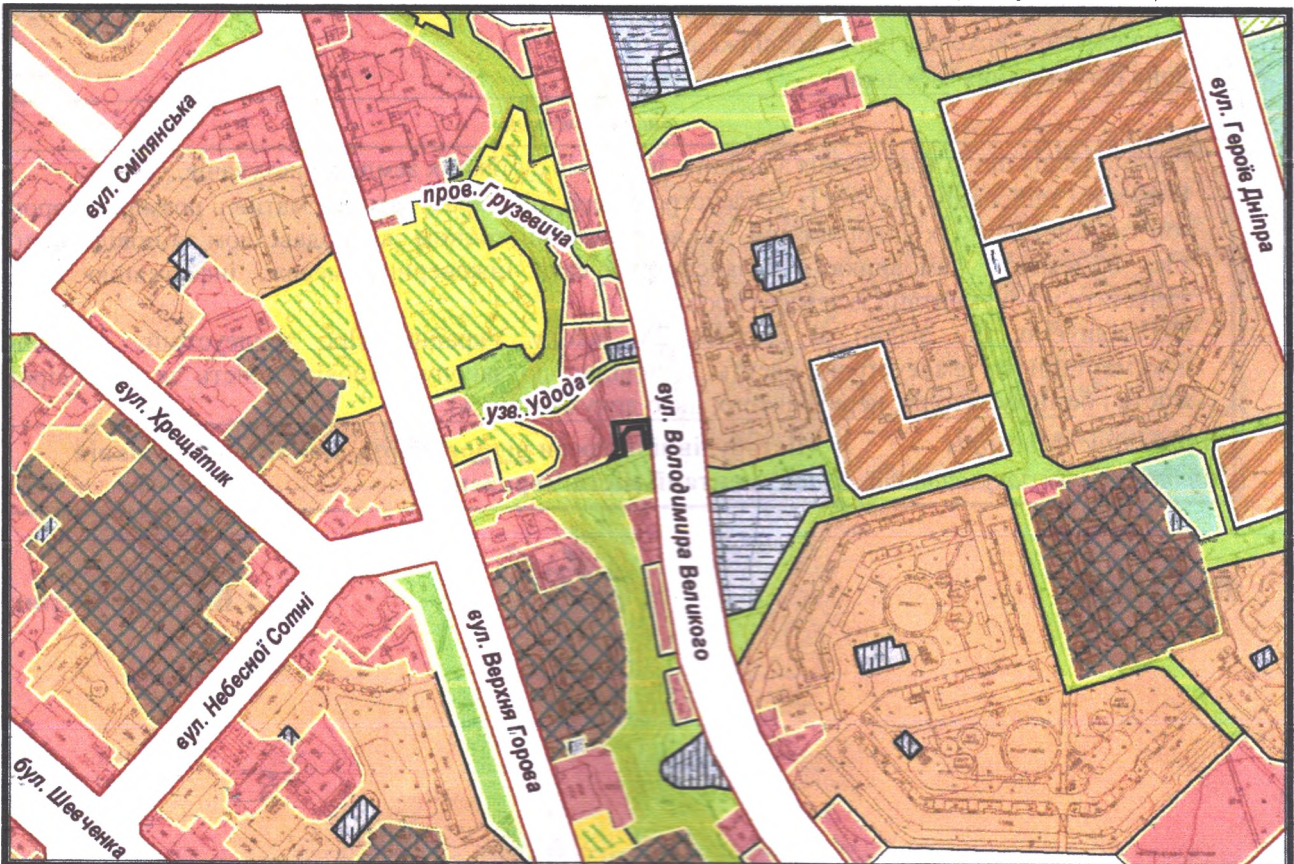 вул. Смілянська
пров. Грузевича
вул. Героїв Дніпра
вул. Хрещатик
узв. Удода
вул. Володимира Великого
вул. Небесної Сотні
вул. Верхня Горова
бул. Шевченка